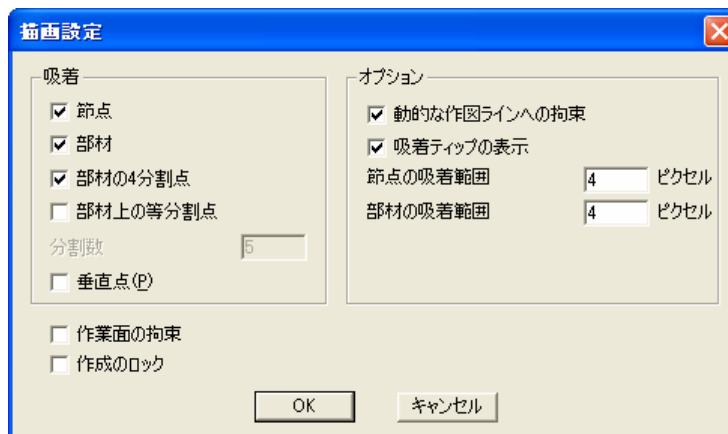 描画設定
吸着
節点
部材
部材の4分割点
部材上の等分割点
分割数 5
垂直点(P)
オプション
動的な作図ラインへの拘束
吸着ティップの表示
節点の吸着範囲 4 ピクセル
部材の吸着範囲 4 ピクセル
作業面の拘束
作成のロック
OK キャンセル